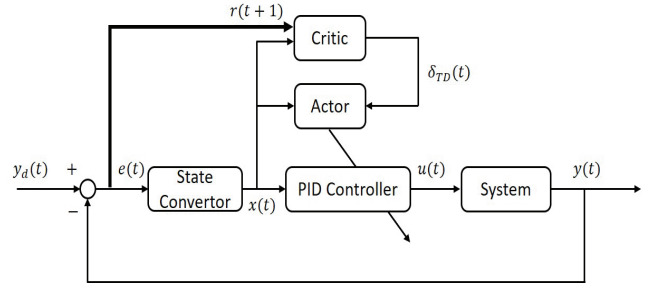 r(t + 1)
Critic
δ_TD(t)
Actor
y_d(t)
+
e(t)
State
Convertor
x(t)
PID Controller
u(t)
System
y(t)
−